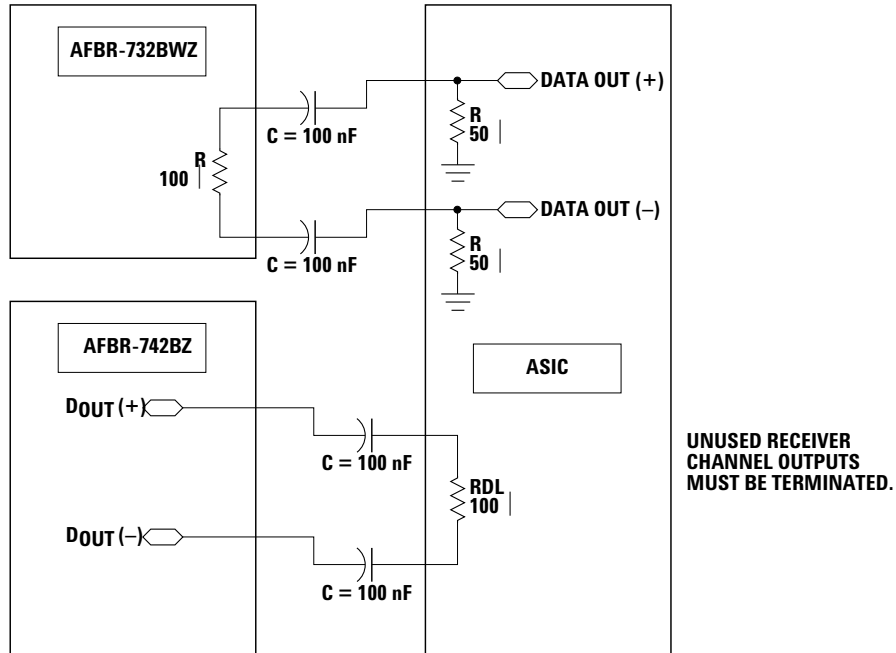 AFBR-732BWZ
DATA OUT (+)
C = 100 nF
R
50 |
R
100 |
DATA OUT (–)
C = 100 nF
R
50 |
AFBR-742BZ
ASIC
DOUT (+)
C = 100 nF
RDL
100 |
DOUT (–)
C = 100 nF
UNUSED RECEIVER
CHANNEL OUTPUTS
MUST BE TERMINATED.